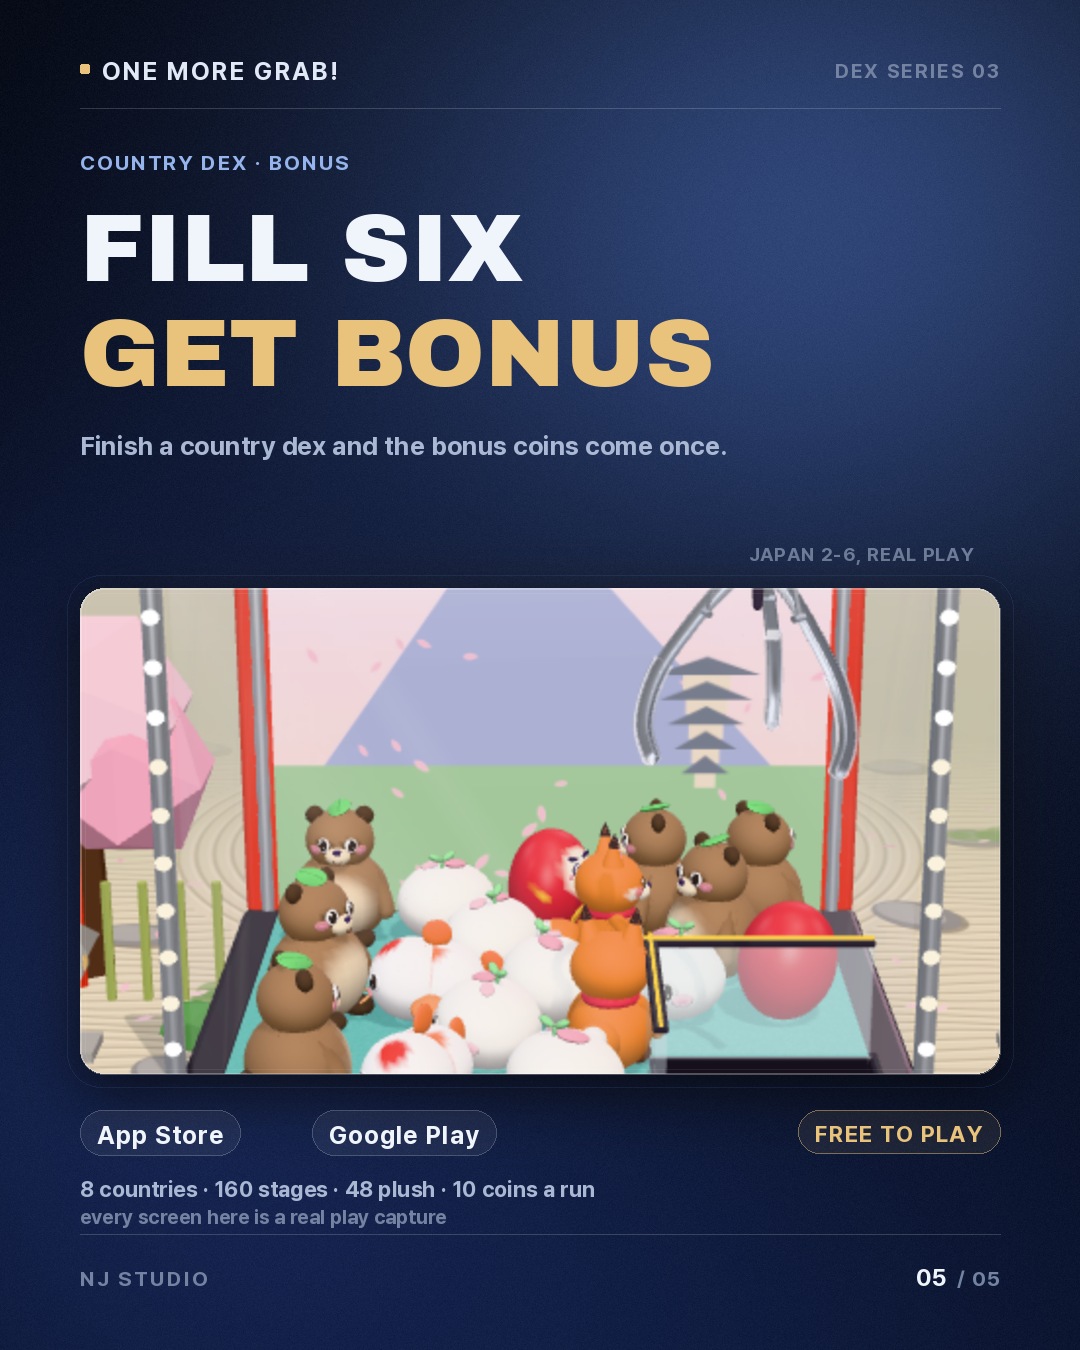 ONE MORE GRAB!
DEX SERIES 03
COUNTRY DEX · BONUS
FILL SIX
GET BONUS
Finish a country dex and the bonus coins come once.
JAPAN 2-6, REAL PLAY
App Store
Google Play
FREE TO PLAY
8 countries · 160 stages · 48 plush · 10 coins a run
every screen here is a real play capture
NJ STUDIO
05 / 05